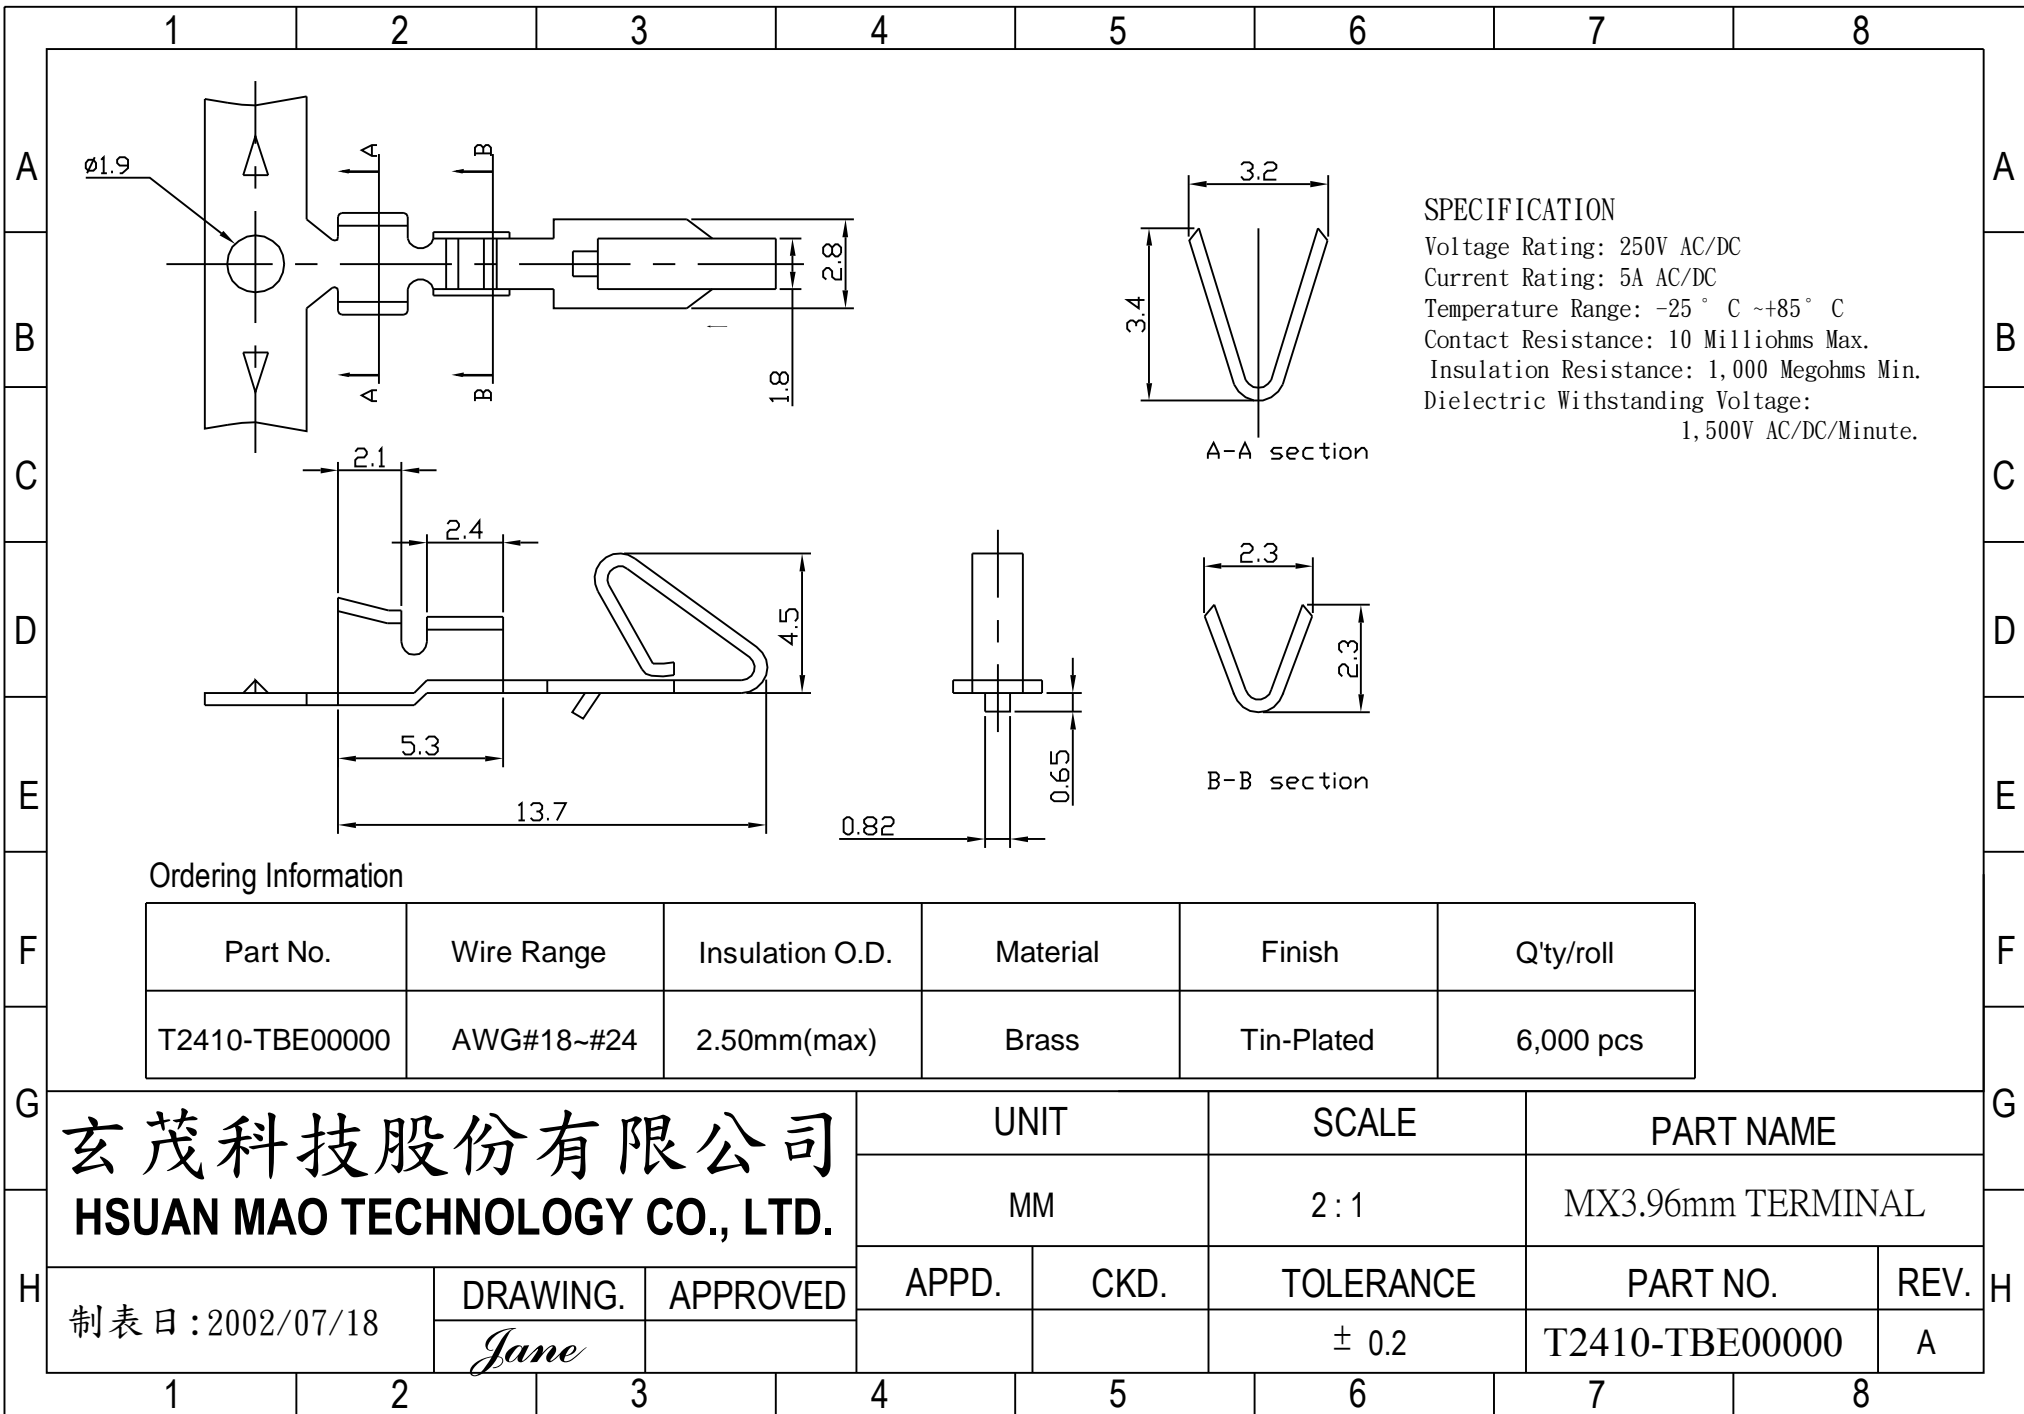 1 2 3 4 5 6 7 8
A A
B B
C C
D D
E E
F F
G G
H H
ø1.9
A B
A B
2.8
1.8
3.2
3.4
A-A section
SPECIFICATION
Voltage Rating: 250V AC/DC
Current Rating: 5A AC/DC
Temperature Range: -25° C ~+85° C
Contact Resistance: 10 Milliohms Max.
Insulation Resistance: 1,000 Megohms Min.
Dielectric Withstanding Voltage:
1,500V AC/DC/Minute.
2.1
2.4
4.5
5.3
13.7
0.65
0.82
2.3
2.3
B-B section
Ordering Information
Part No. Wire Range Insulation O.D. Material Finish Q'ty/roll
T2410-TBE00000 AWG#18~#24 2.50mm(max) Brass Tin-Plated 6,000 pcs
玄茂科技股份有限公司
HSUAN MAO TECHNOLOGY CO., LTD.
制表日:2002/07/18
DRAWING. APPROVED
Jane
UNIT SCALE PART NAME
MM 2 : 1 MX3.96mm TERMINAL
APPD. CKD. TOLERANCE PART NO. REV.
± 0.2 T2410-TBE00000 A
1 2 3 4 5 6 7 8